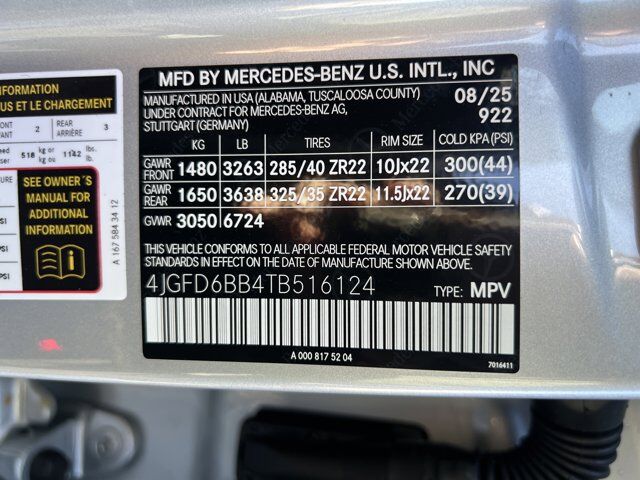 INFORMATION
US ET LE CHARGEMENT
FRONT 2 REAR 3
ARRIÈRE
518 kg or 1142 lbs.
kg ou lb.
SEE OWNER´S
MANUAL FOR
ADDITIONAL
INFORMATION
A 167 584 34 12
MFD BY MERCEDES-BENZ U.S. INTL., INC
MANUFACTURED IN USA (ALABAMA, TUSCALOOSA COUNTY) 08/25
UNDER CONTRACT FOR MERCEDES-BENZ AG, 922
STUTTGART (GERMANY)
KG LB TIRES RIM SIZE COLD KPA(PSI)
GAWR FRONT 1480 3263 285/40 ZR22 10Jx22 300(44)
GAWR REAR 1650 3638 325/35 ZR22 11.5Jx22 270(39)
GVWR 3050 6724
THIS VEHICLE CONFORMS TO ALL APPLICABLE FEDERAL MOTOR VEHICLE SAFETY
STANDARDS IN EFFECT ON THE DATE OF MANUFACTURE SHOWN ABOVE.
4JGFD6BB4TB516124 TYPE: MPV
A 000 817 52 04
7016411